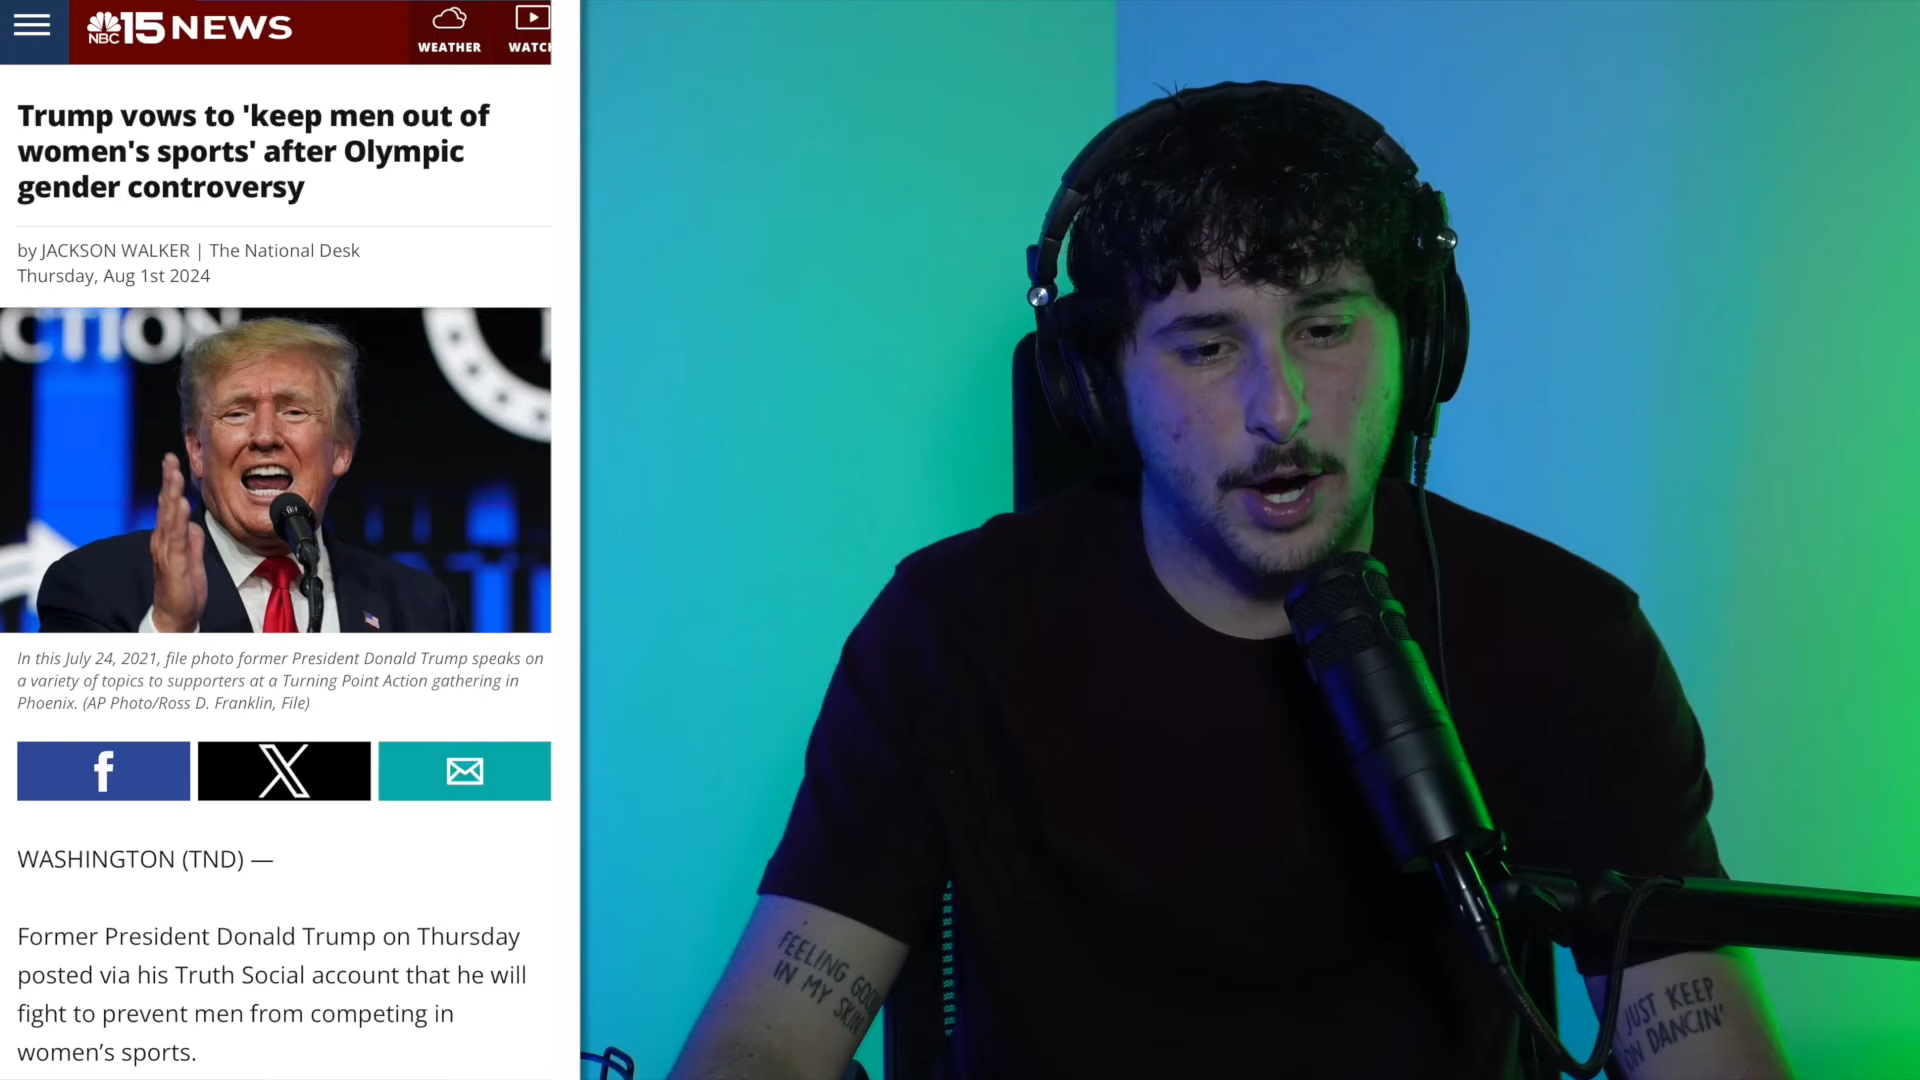 NBC 15 NEWS
WEATHER
WATCH
Trump vows to 'keep men out of
women's sports' after Olympic
gender controversy
by JACKSON WALKER | The National Desk
Thursday, Aug 1st 2024
CTION
In this July 24, 2021, file photo former President Donald Trump speaks on
a variety of topics to supporters at a Turning Point Action gathering in
Phoenix. (AP Photo/Ross D. Franklin, File)
WASHINGTON (TND) —
Former President Donald Trump on Thursday
posted via his Truth Social account that he will
fight to prevent men from competing in
women’s sports.
FEELING GOOD
IN MY SKIN
JUST KEEP
ON DANCIN'